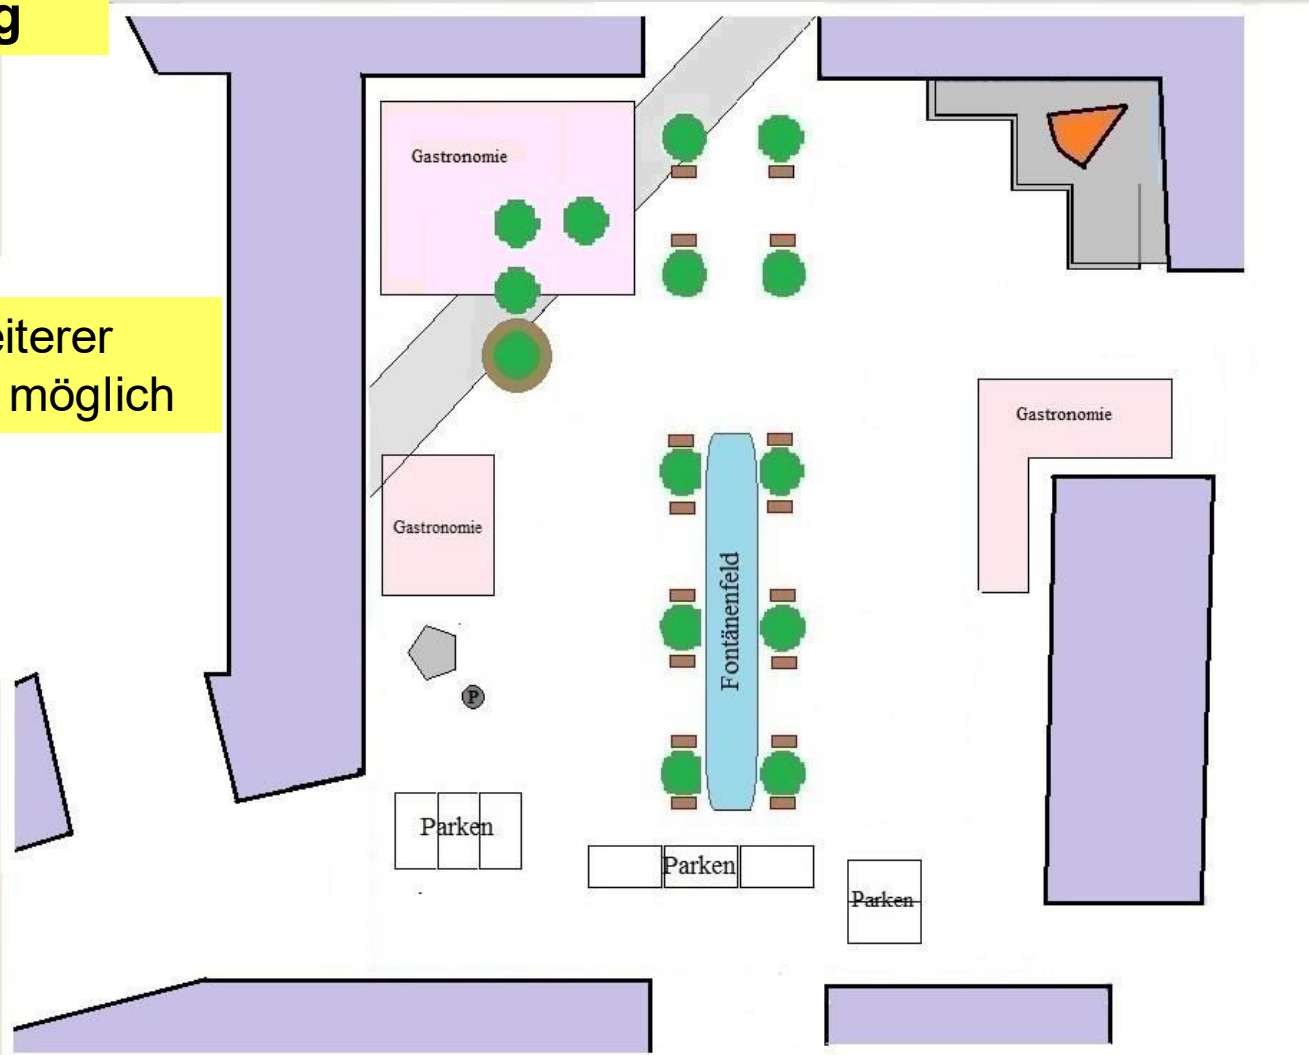 g
Gastronomie
eiterer
möglich
Gastronomie
Gastronomie
Fontänenfeld
P
Parken
Parken
Parken